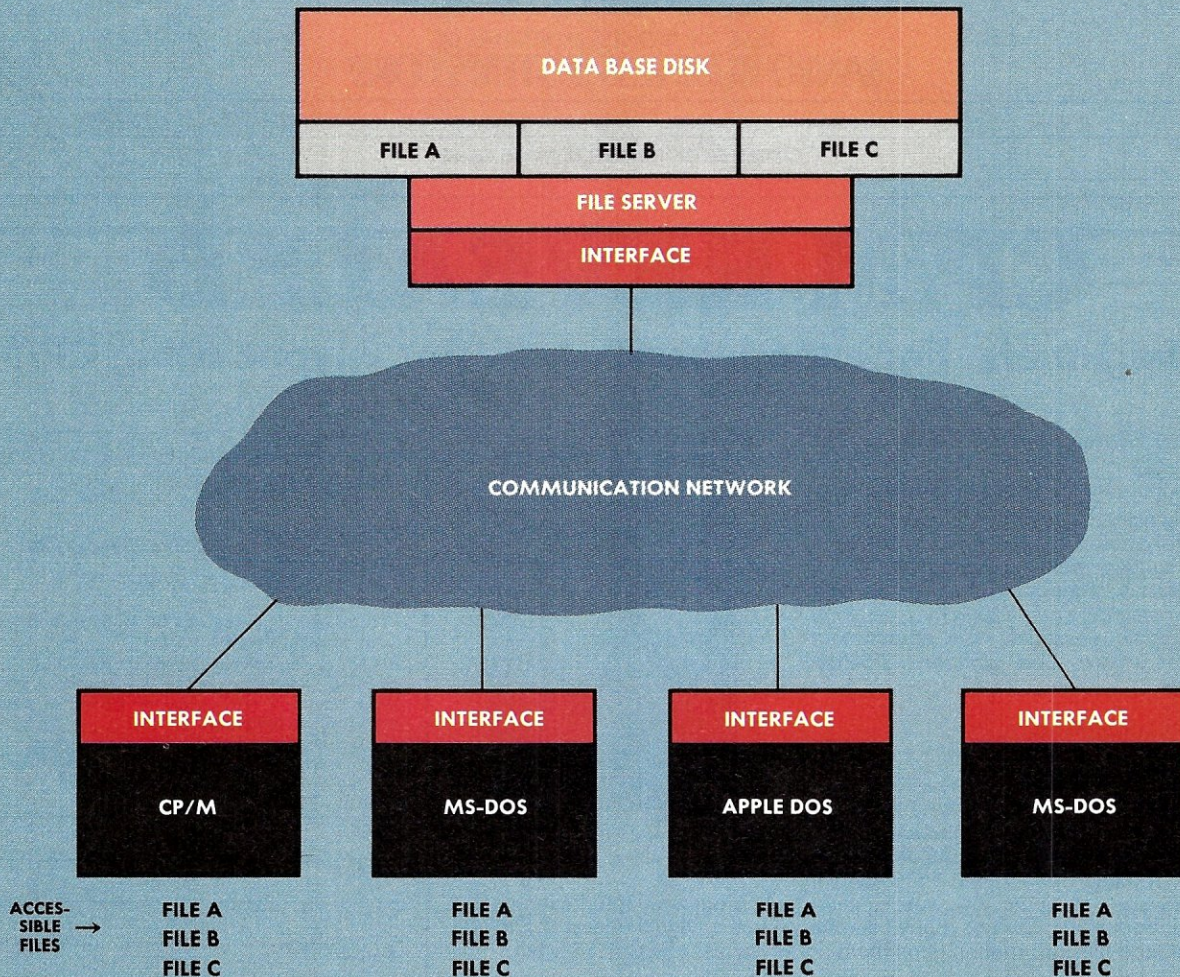 DATA BASE DISK
FILE A FILE B FILE C
FILE SERVER
INTERFACE
COMMUNICATION NETWORK
INTERFACE INTERFACE INTERFACE INTERFACE
CP/M MS-DOS APPLE DOS MS-DOS
ACCES-
SIBLE →
FILES
FILE A FILE A FILE A FILE A
FILE B FILE B FILE B FILE B
FILE C FILE C FILE C FILE C